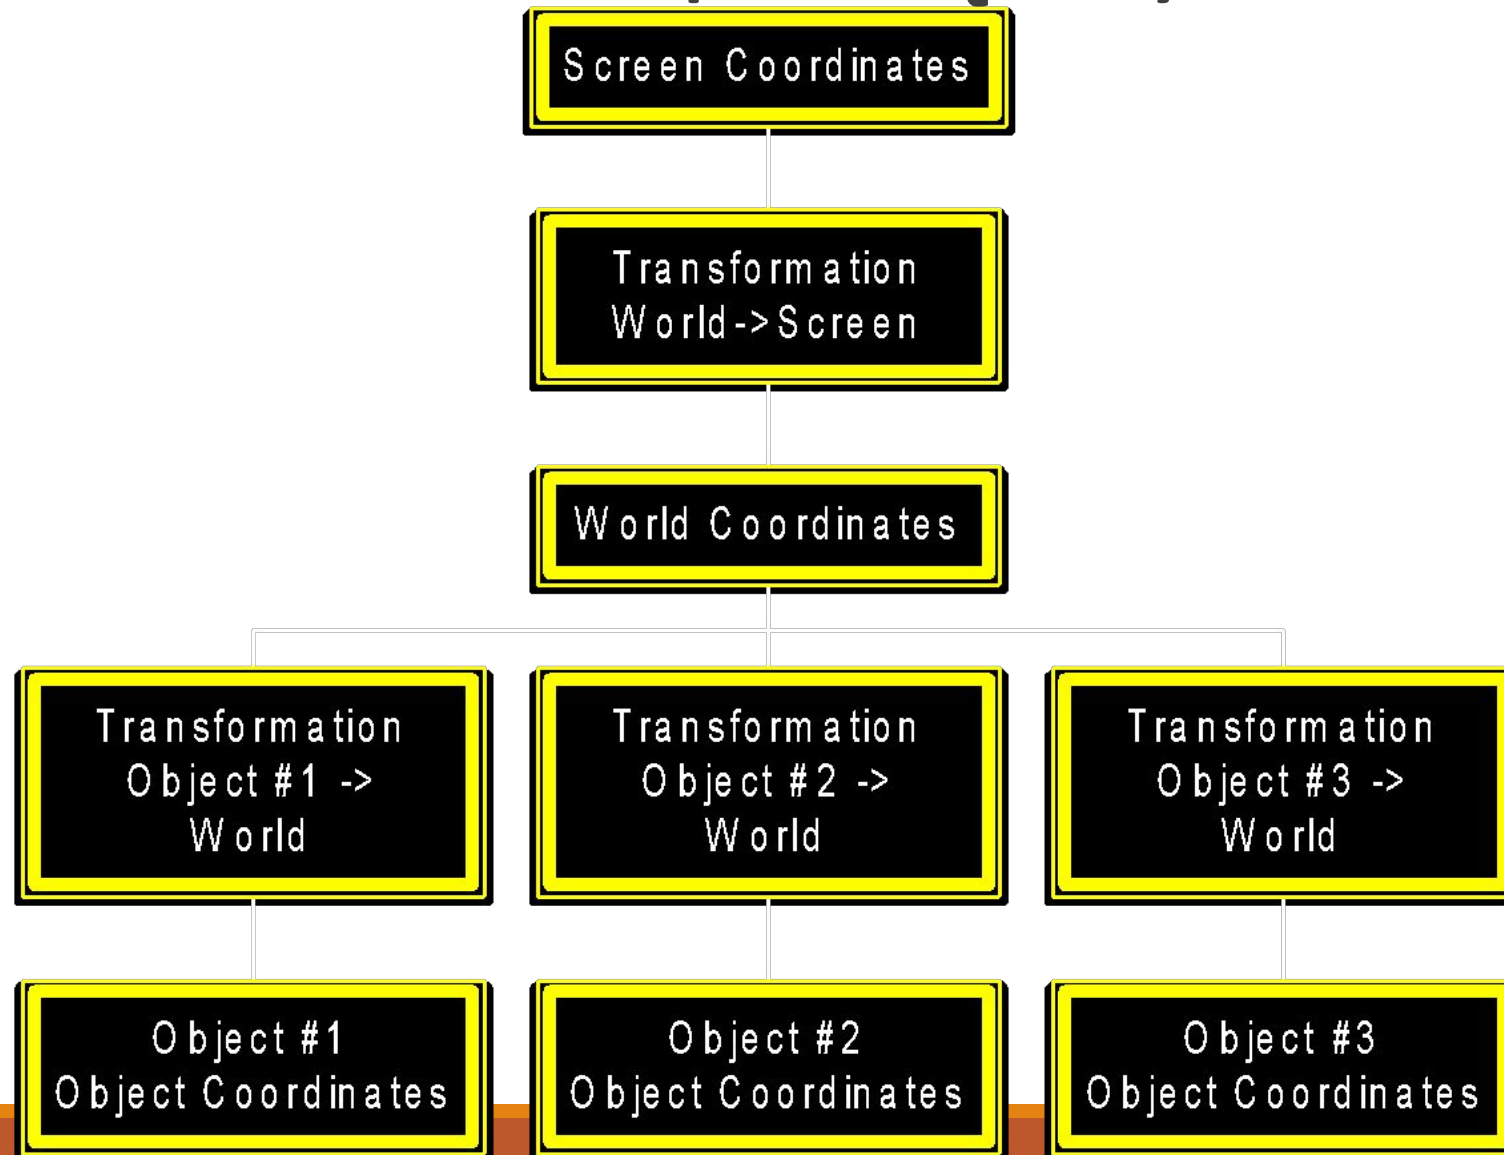 Screen Coordinates
Transformation
World->Screen
World Coordinates
Transformation
Object #1 ->
World
Transformation
Object #2 ->
World
Transformation
Object #3 ->
World
Object #1
Object Coordinates
Object #2
Object Coordinates
Object #3
Object Coordinates